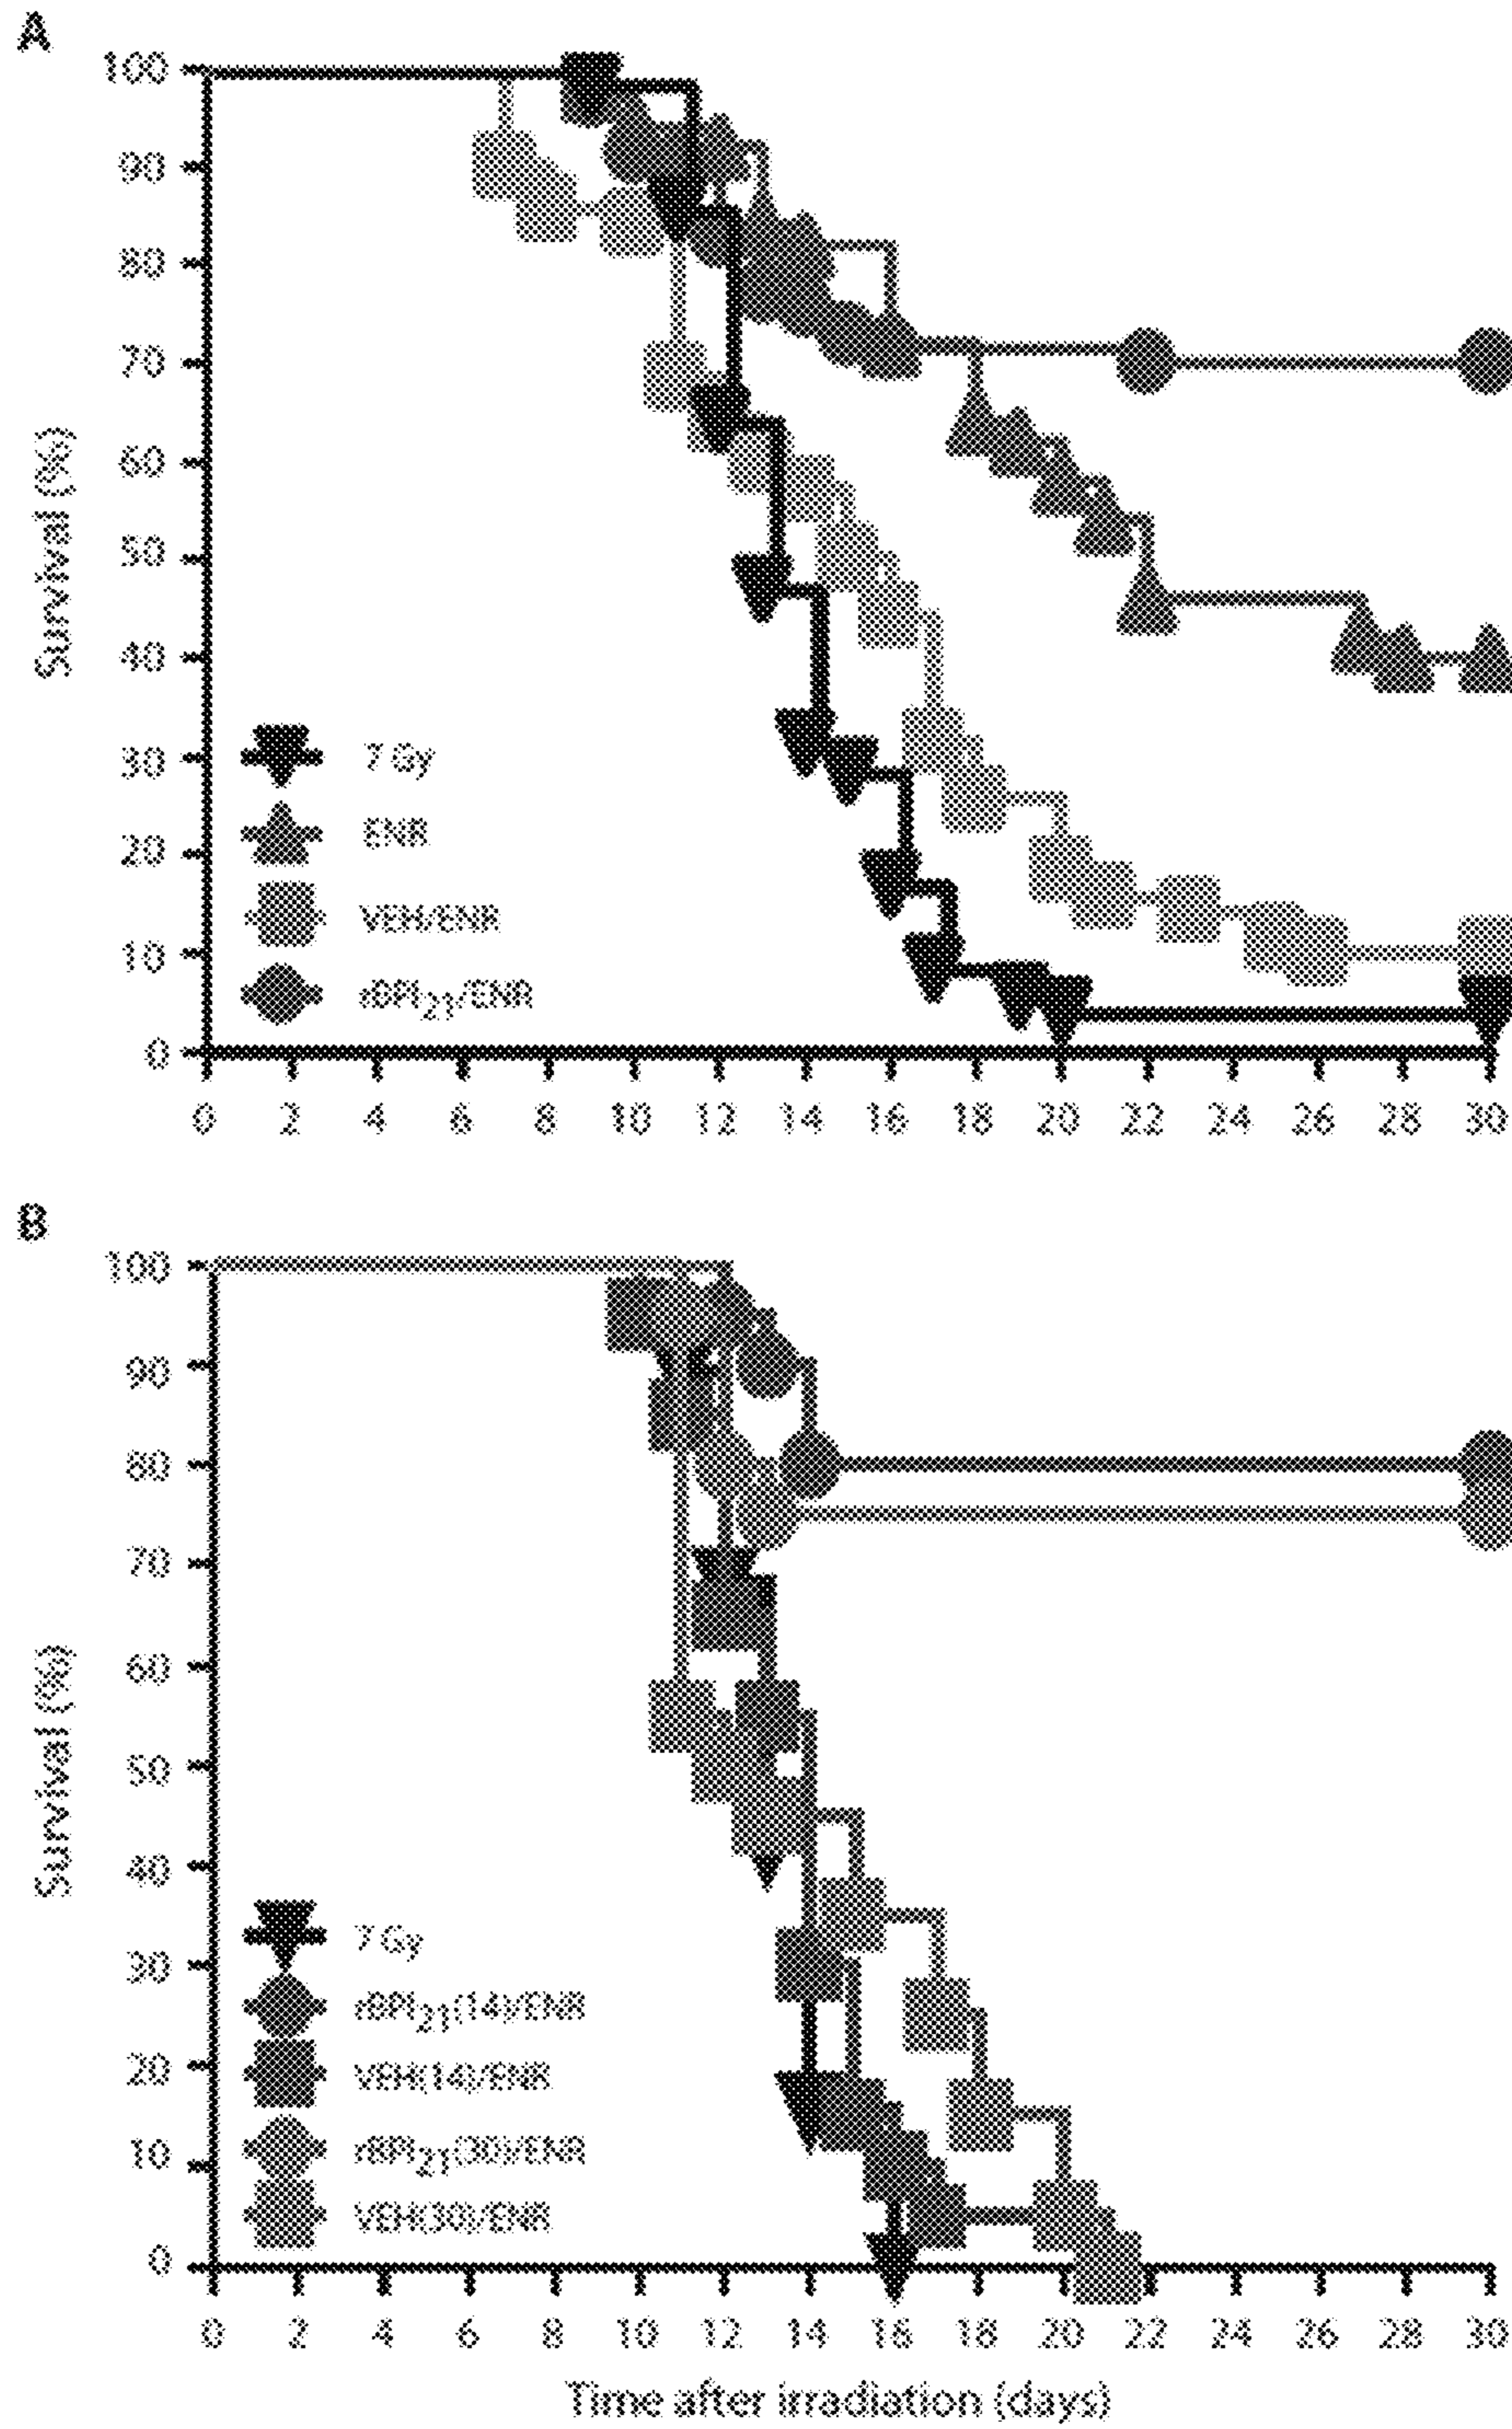 A
100
90
80
70
60
50
40
30
20
10
0
Survival (%)
7 Gy
ENR
VEH/ENR
rBPI21/ENR
0 2 4 6 8 10 12 14 16 18 20 22 24 26 28 30
B
100
90
80
70
60
50
40
30
20
10
0
Survival (%)
7 Gy
rBPI21(14)/ENR
VEH(14)/ENR
rBPI21(30)/ENR
VEH(30)/ENR
0 2 4 6 8 10 12 14 16 18 20 22 24 26 28 30
Time after irradiation (days)